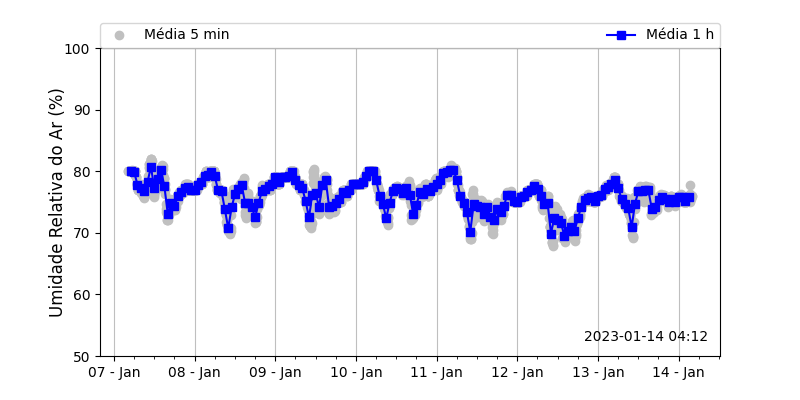 Média 5 min
Média 1 h
Umidade Relativa do Ar (%)
100
90
80
70
60
50
2023-01-14 04:12
07 - Jan
08 - Jan
09 - Jan
10 - Jan
11 - Jan
12 - Jan
13 - Jan
14 - Jan